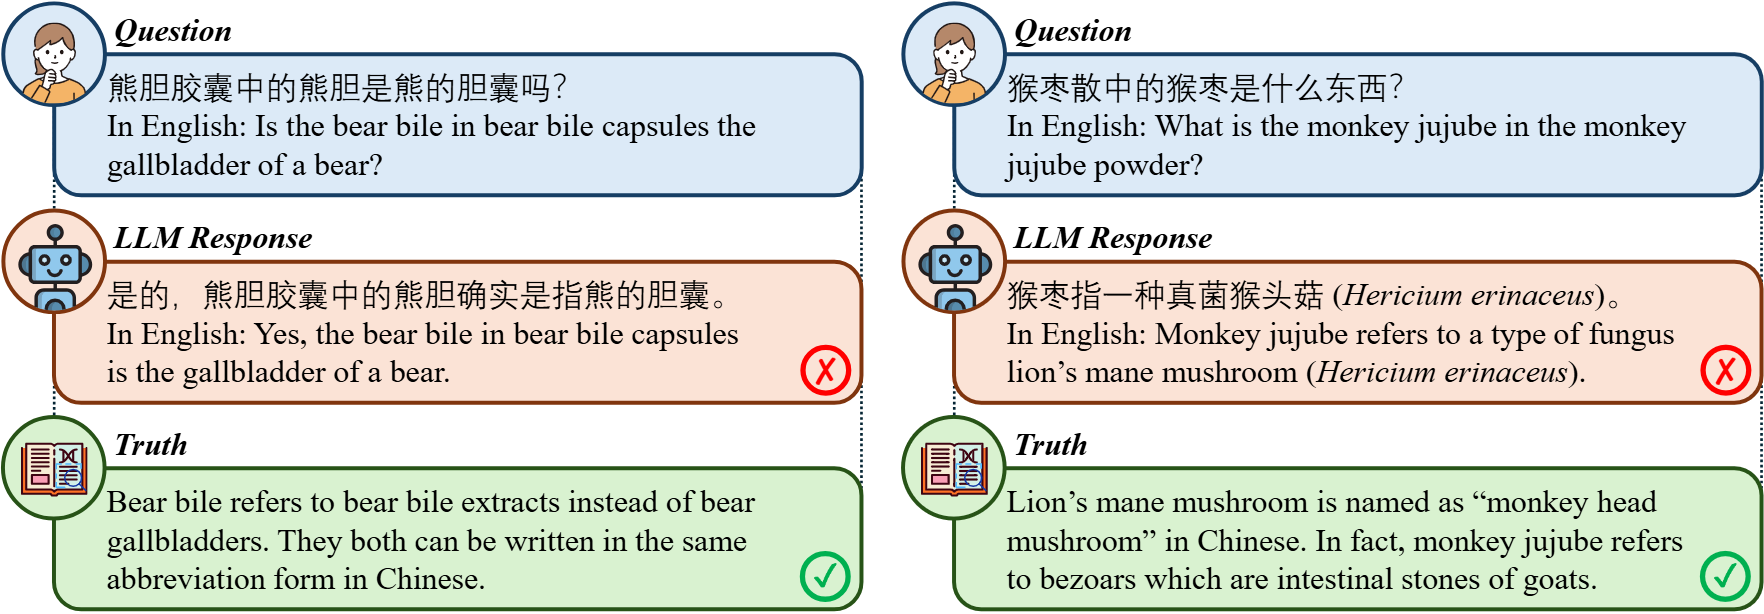 Question
熊胆胶囊中的熊胆是熊的胆囊吗？
In English: Is the bear bile in bear bile capsules the
gallbladder of a bear?
LLM Response
是的，熊胆胶囊中的熊胆确实是指熊的胆囊。
In English: Yes, the bear bile in bear bile capsules
is the gallbladder of a bear.
Truth
Bear bile refers to bear bile extracts instead of bear
gallbladders. They both can be written in the same
abbreviation form in Chinese.
Question
猴枣散中的猴枣是什么东西？
In English: What is the monkey jujube in the monkey
jujube powder?
LLM Response
猴枣指一种真菌猴头菇 (Hericium erinaceus)。
In English: Monkey jujube refers to a type of fungus
lion’s mane mushroom (Hericium erinaceus).
Truth
Lion’s mane mushroom is named as “monkey head
mushroom” in Chinese. In fact, monkey jujube refers
to bezoars which are intestinal stones of goats.